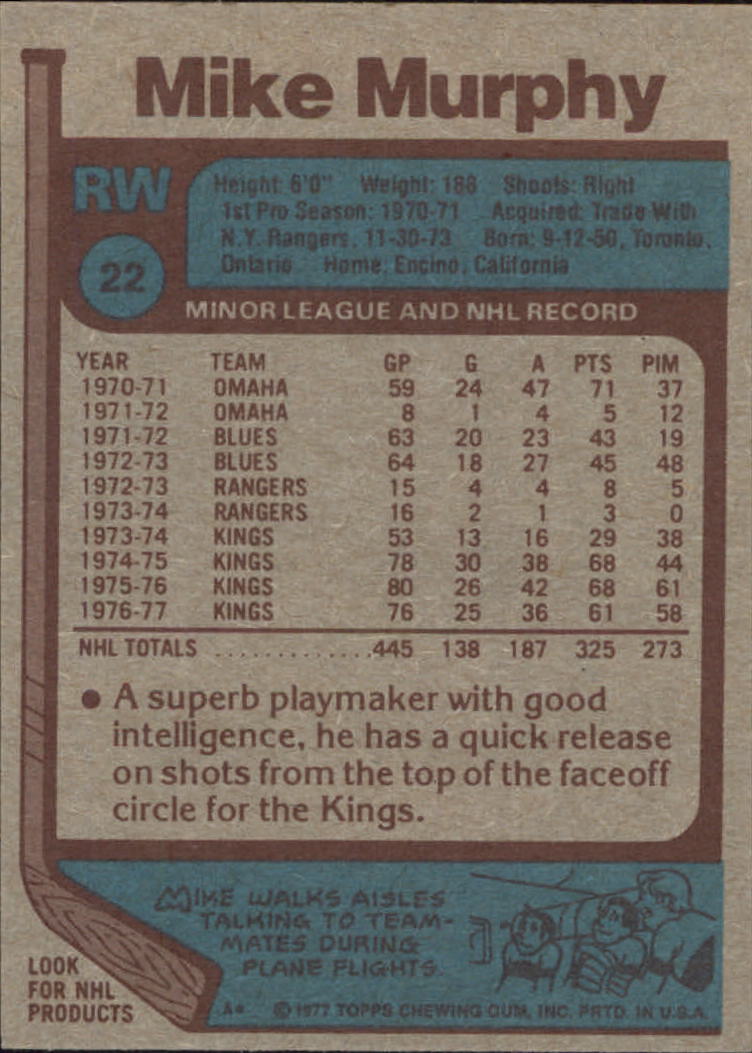 Mike Murphy
RW
22
Height: 6'0" Weight: 188 Shoots: Right
1st Pro Season: 1970-71 Acquired: Trade With
N.Y. Rangers, 11-30-73 Born: 9-12-50, Toronto,
Ontario Home: Encino, California
MINOR LEAGUE AND NHL RECORD
YEAR TEAM GP G A PTS PIM
1970-71 OMAHA 59 24 47 71 37
1971-72 OMAHA 8 1 4 5 12
1971-72 BLUES 63 20 23 43 19
1972-73 BLUES 64 18 27 45 48
1972-73 RANGERS 15 4 4 8 5
1973-74 RANGERS 16 2 1 3 0
1973-74 KINGS 53 13 16 29 38
1974-75 KINGS 78 30 38 68 44
1975-76 KINGS 80 26 42 68 61
1976-77 KINGS 76 25 36 61 58
NHL TOTALS ..............445 138 187 325 273
• A superb playmaker with good
intelligence, he has a quick release
on shots from the top of the faceoff
circle for the Kings.
MIKE WALKS AISLES
TALKING TO TEAM-
MATES DURING
PLANE FLIGHTS.
LOOK
FOR NHL
PRODUCTS
A* © 1977 TOPPS CHEWING GUM, INC. PRTD. IN U.S.A.